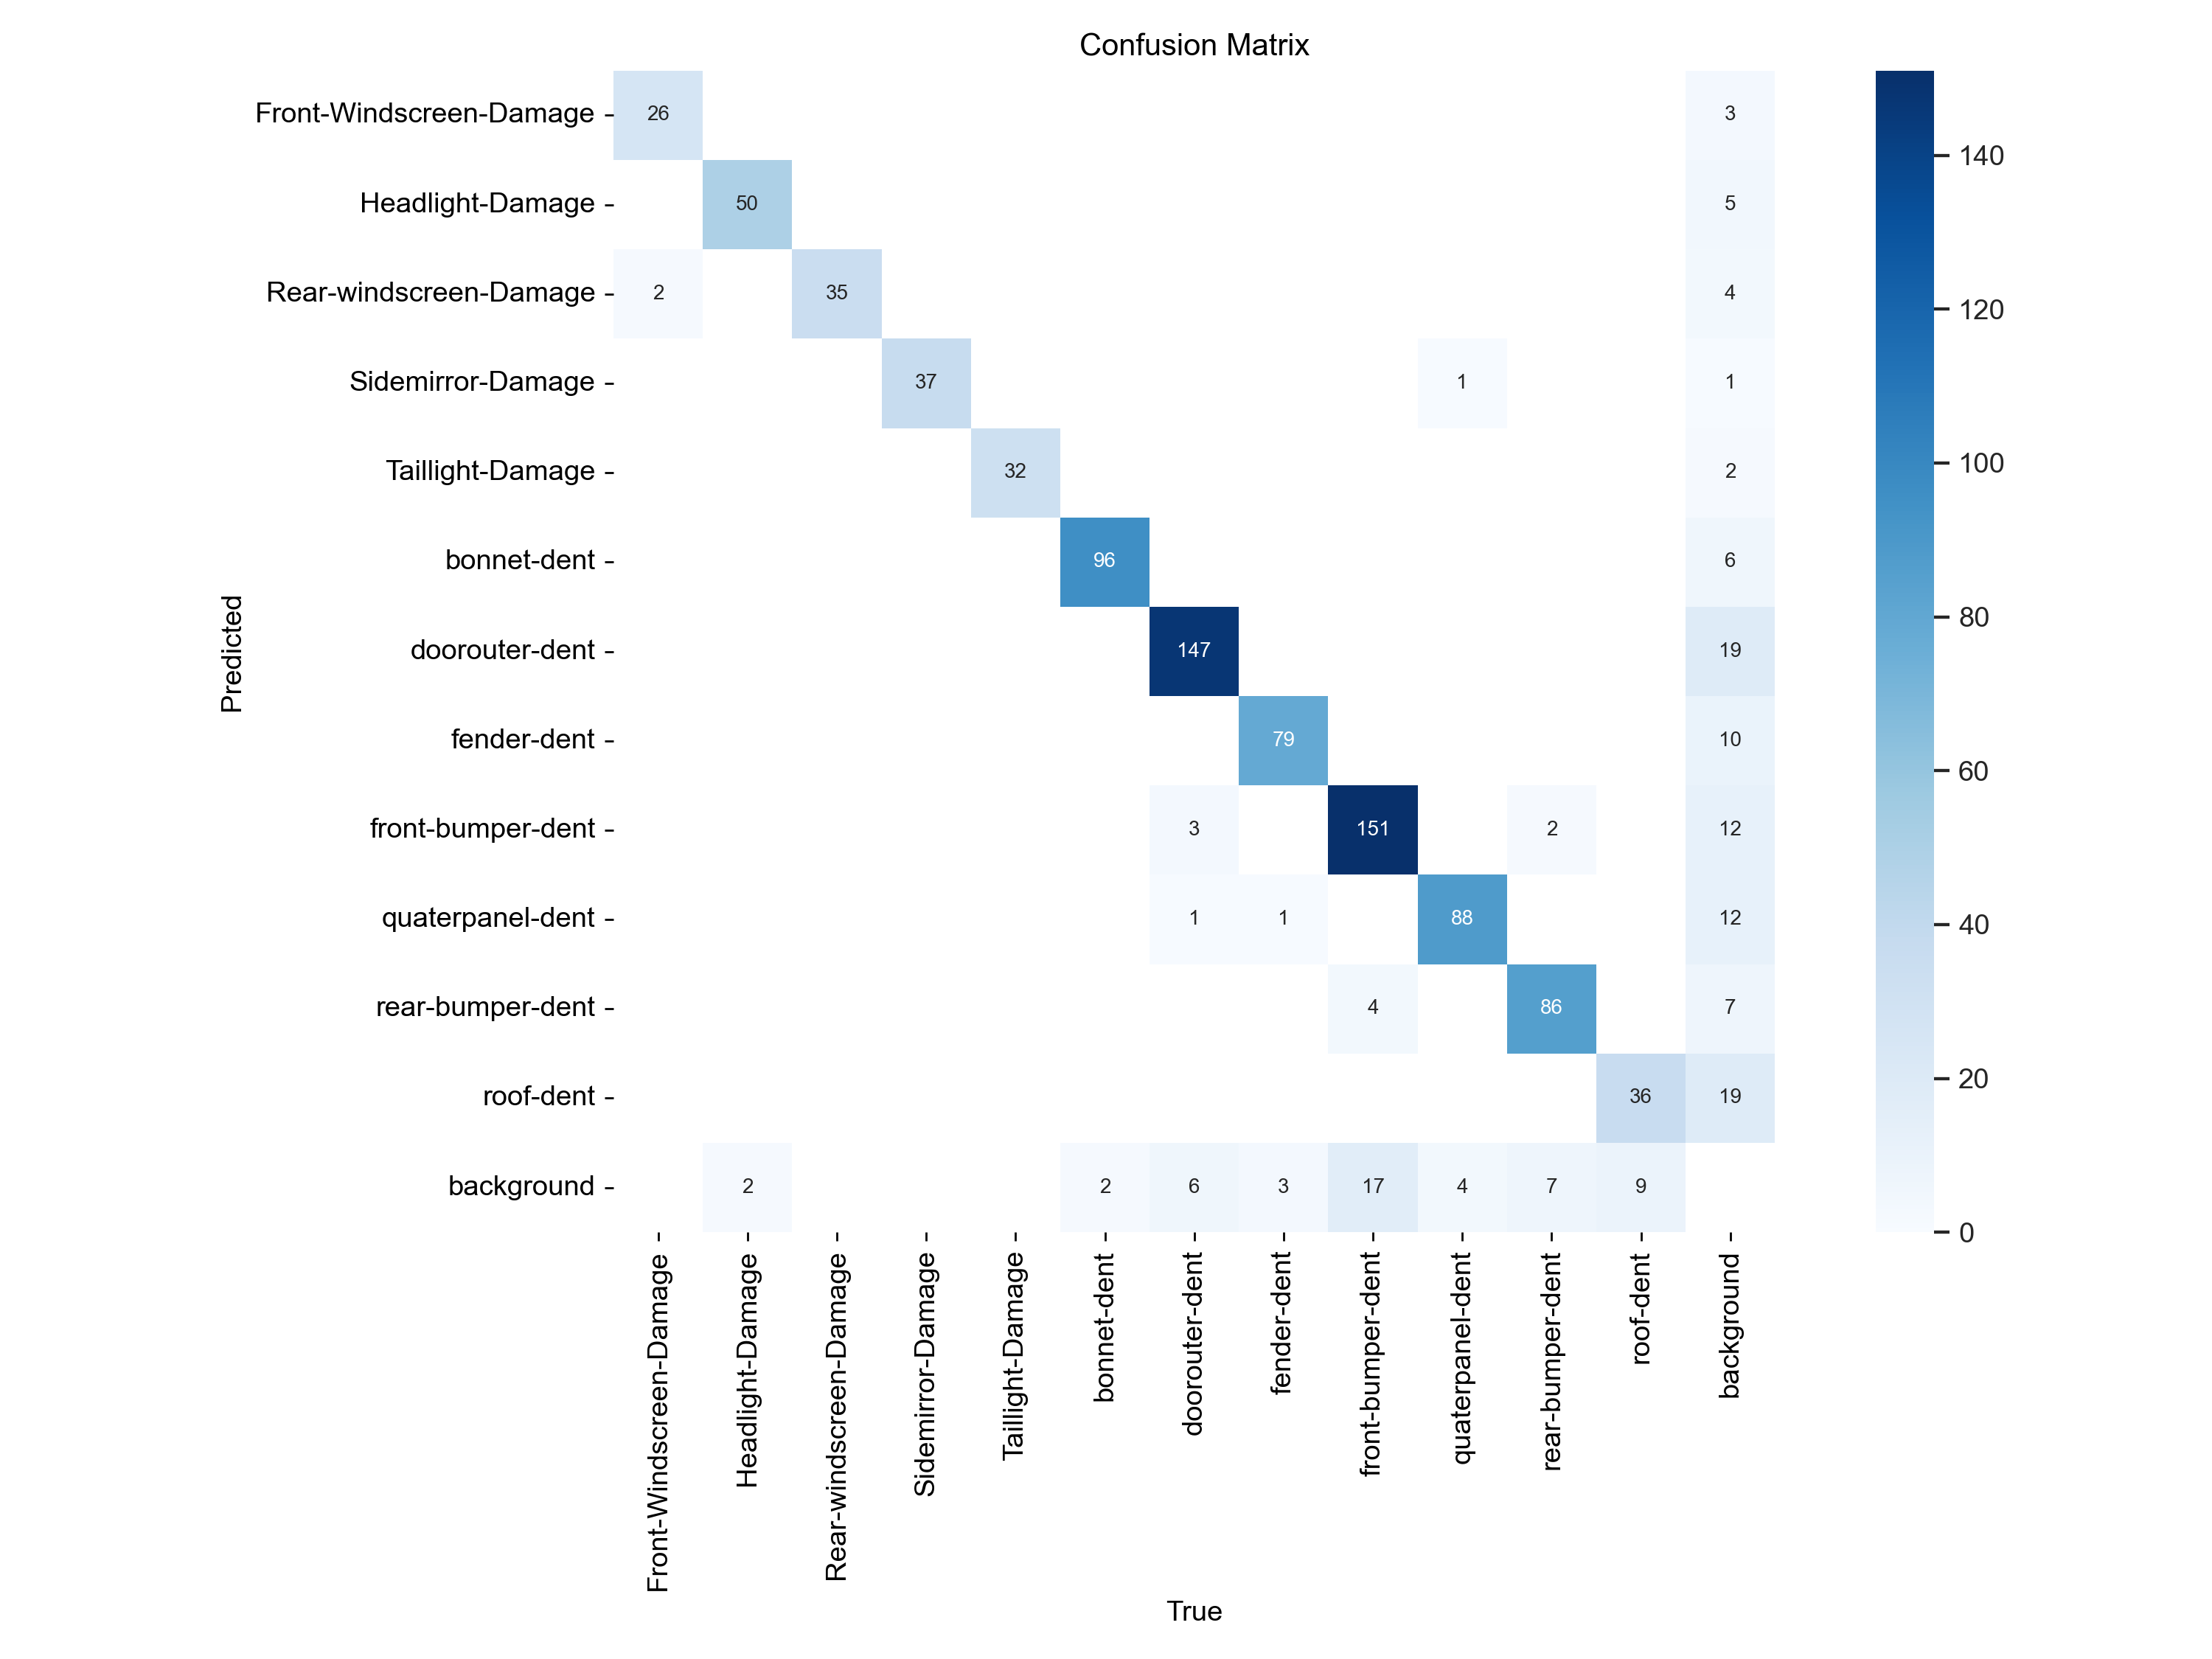 Confusion Matrix
Front-Windscreen-Damage 26 3
Headlight-Damage 50 5
Rear-windscreen-Damage 2 35 4
Sidemirror-Damage 37 1 1
Taillight-Damage 32 2
bonnet-dent 96 6
doorouter-dent 147 19
fender-dent 79 10
front-bumper-dent 3 151 2 12
quaterpanel-dent 1 1 88 12
rear-bumper-dent 4 86 7
roof-dent 36 19
background 2 2 6 3 17 4 7 9
Predicted
Front-Windscreen-Damage
Headlight-Damage
Rear-windscreen-Damage
Sidemirror-Damage
Taillight-Damage
bonnet-dent
doorouter-dent
fender-dent
front-bumper-dent
quaterpanel-dent
rear-bumper-dent
roof-dent
background
True
140
120
100
80
60
40
20
0